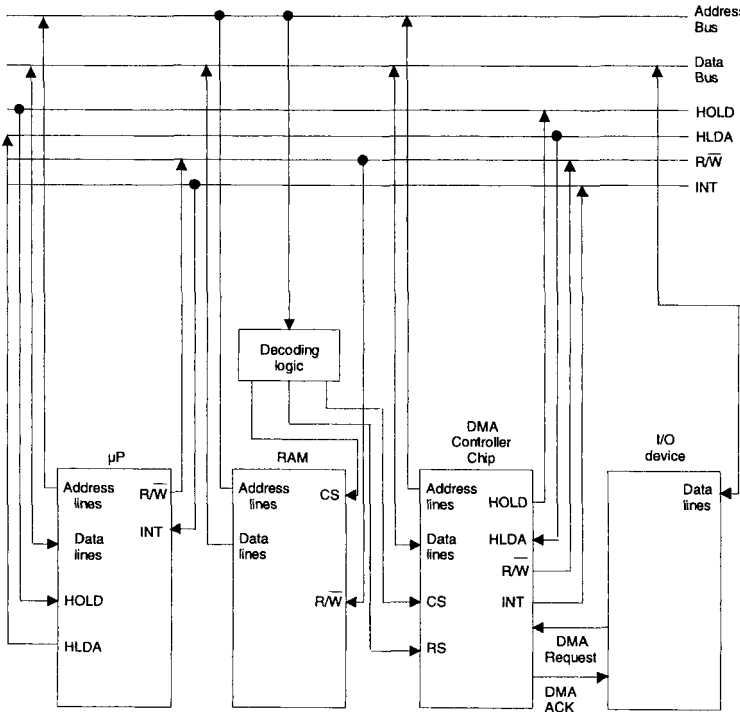 Address
Bus
Data
Bus
HOLD
HLDA
R/W̅
INT
Decoding
logic
µP
RAM
DMA
Controller
Chip
I/O
device
Address
lines
R/W̅
INT
Data
lines
HOLD
HLDA
Address
lines
CS
Data
lines
R/W̅
Address
lines
HOLD
Data
lines
HLDA
R/W̅
CS
INT
RS
Data
lines
DMA
Request
DMA
ACK